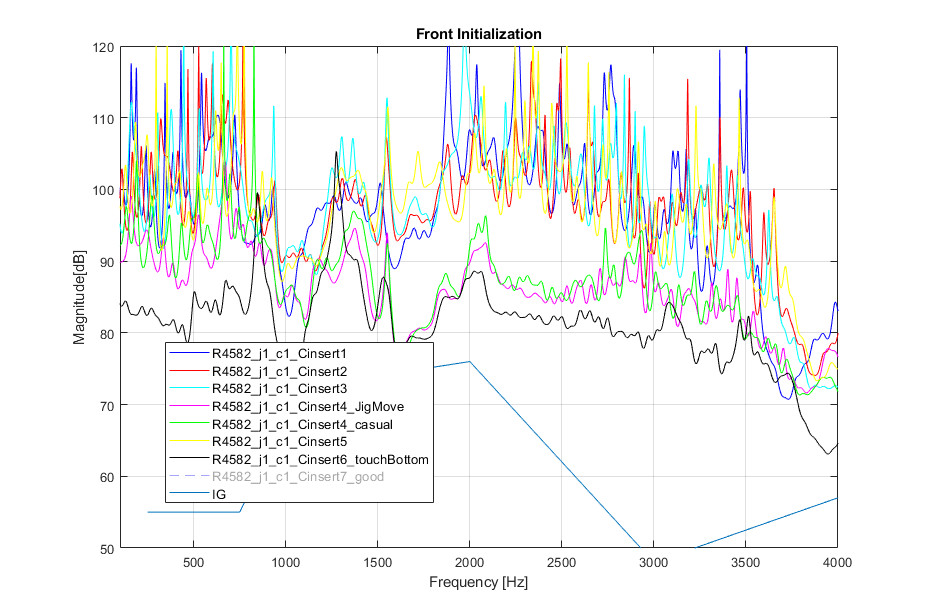 Front Initialization
120
110
100
90
80
70
60
50
Magnitude[dB]
R4582_j1_c1_Cinsert1
R4582_j1_c1_Cinsert2
R4582_j1_c1_Cinsert3
R4582_j1_c1_Cinsert4_JigMove
R4582_j1_c1_Cinsert4_casual
R4582_j1_c1_Cinsert5
R4582_j1_c1_Cinsert6_touchBottom
R4582_j1_c1_Cinsert7_good
IG
500 1000 1500 2000 2500 3000 3500 4000
Frequency [Hz]